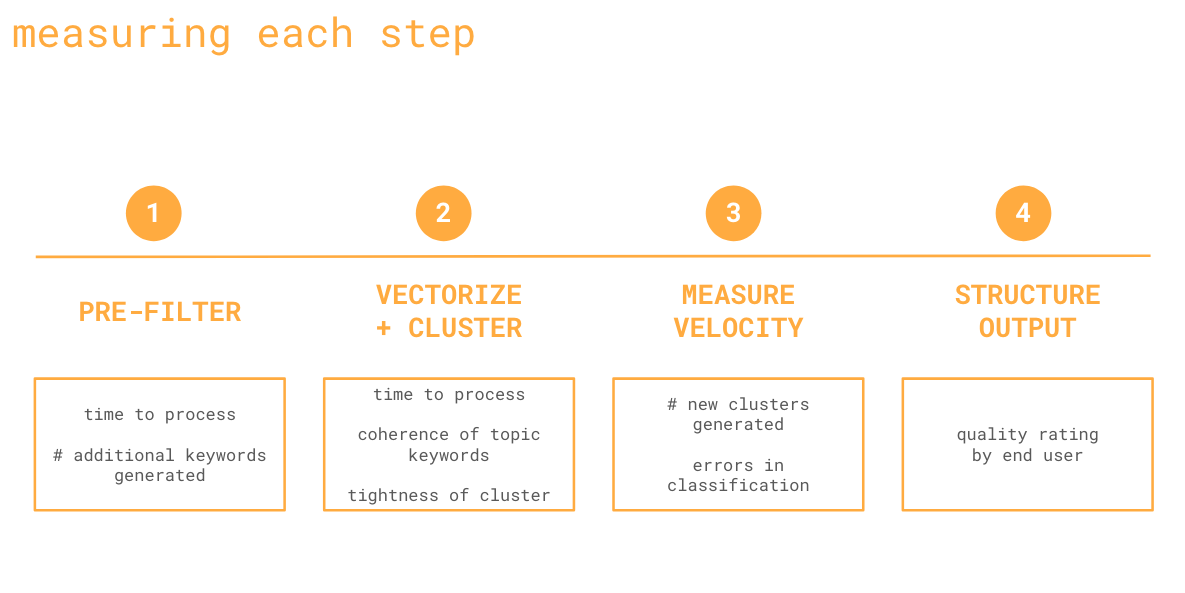 measuring each step
1
2
3
4
PRE-FILTER
VECTORIZE
+ CLUSTER
MEASURE
VELOCITY
STRUCTURE
OUTPUT
time to process
# additional keywords
generated
time to process
coherence of topic
keywords
tightness of cluster
# new clusters
generated
errors in
classification
quality rating
by end user